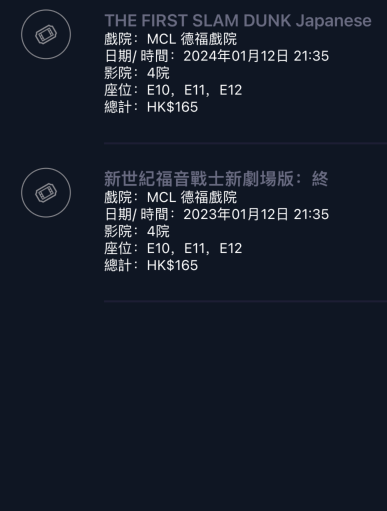 THE FIRST SLAM DUNK Japanese
戲院：MCL 德福戲院
日期/ 時間：2024年01月12日 21:35
影院：4院
座位：E10，E11，E12
總計：HK$165
新世紀福音戰士新劇場版：終
戲院：MCL 德福戲院
日期/ 時間：2023年01月12日 21:35
影院：4院
座位：E10，E11，E12
總計：HK$165